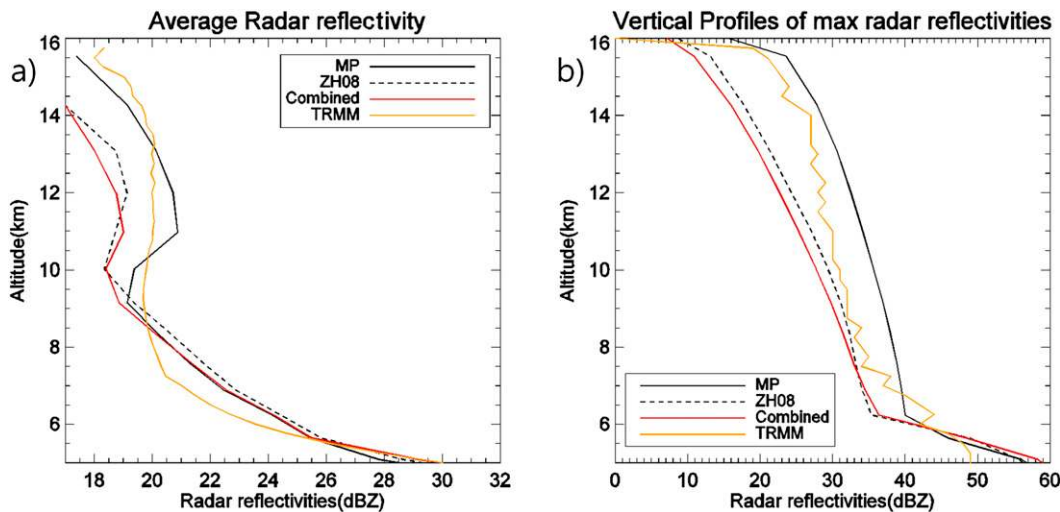 Average Radar reflectivity
a)
MP
ZH08
Combined
TRMM
16
14
12
10
8
6
Altitude(km)
18 20 22 24 26 28 30 32
Radar reflectivities(dBZ)
Vertical Profiles of max radar reflectivities
b)
16
14
12
10
8
6
Altitude(km)
MP
ZH08
Combined
TRMM
0 10 20 30 40 50 60
Radar reflectivities(dBZ)